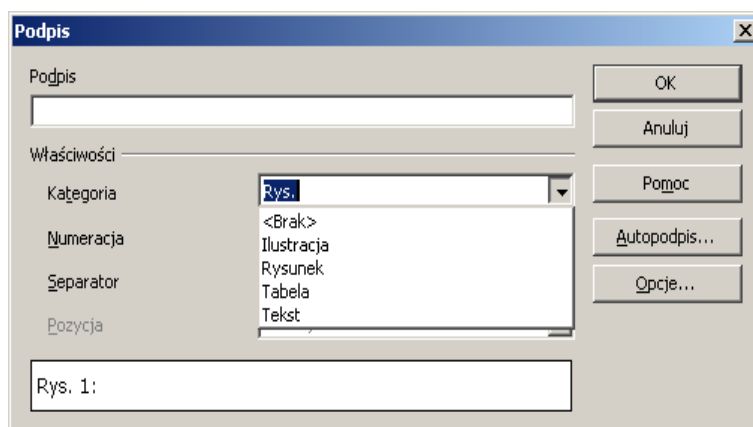 Podpis
Podpis
OK
Anuluj
Właściwości
Kategoria
Rys.
Pomoc
<Brak>
Numeracja
Ilustracja
Autopodpis...
Rysunek
Separator
Tabela
Opcje...
Tekst
Pozycja
Rys. 1: